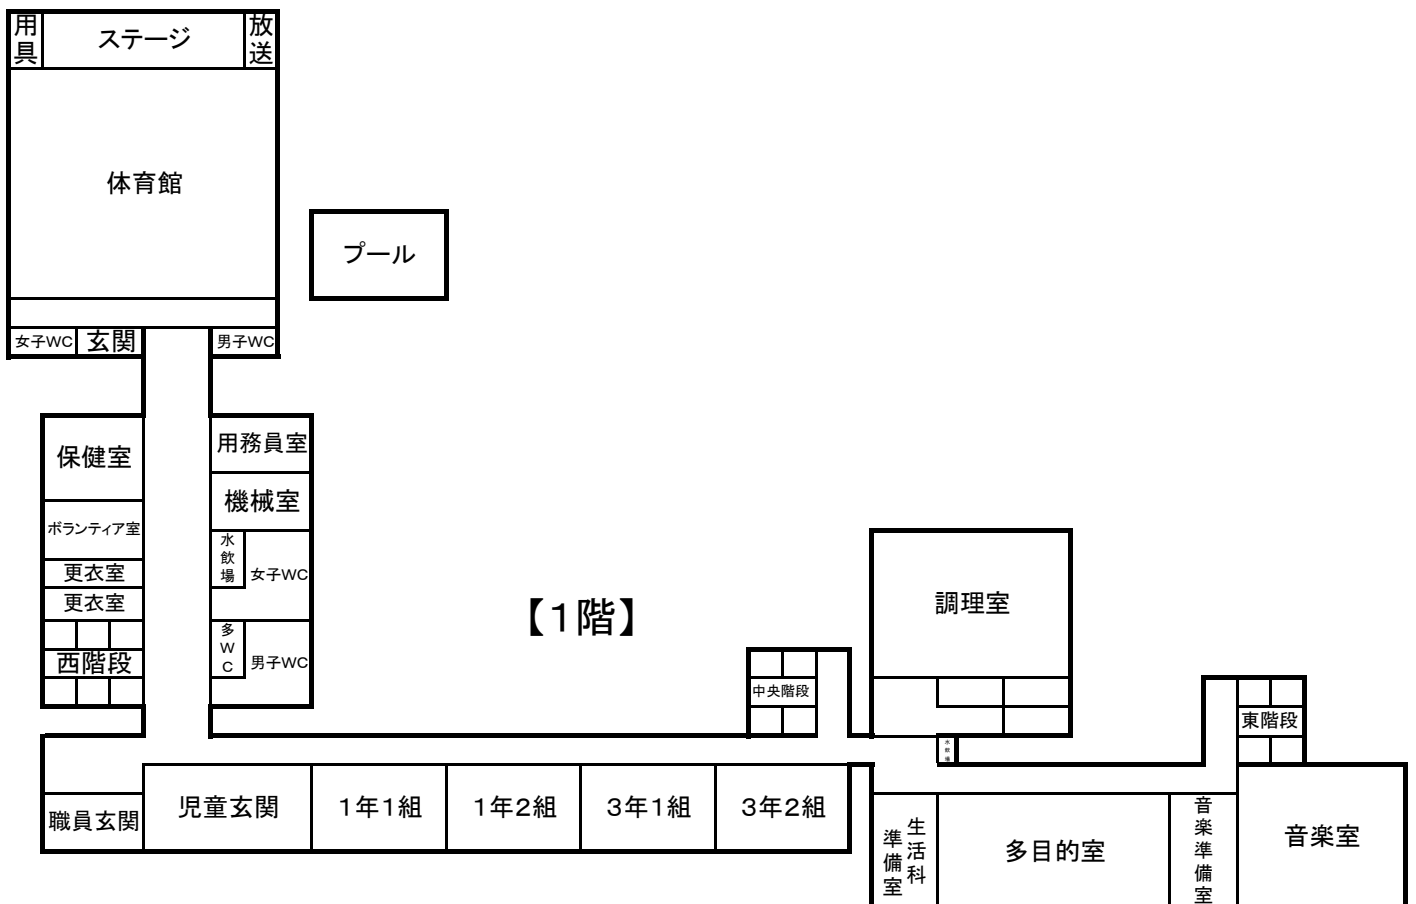 用具
ステージ
放送
体育館
プール
女子WC
玄関
男子WC
保健室
用務員室
機械室
ボランティア室
水飲場
女子WC
更衣室
更衣室
西階段
多WC
男子WC
【1階】
調理室
中央階段
東階段
水飲場
職員玄関
児童玄関
1年1組
1年2組
3年1組
3年2組
生活科
準備室
多目的室
音楽準備室
音楽室